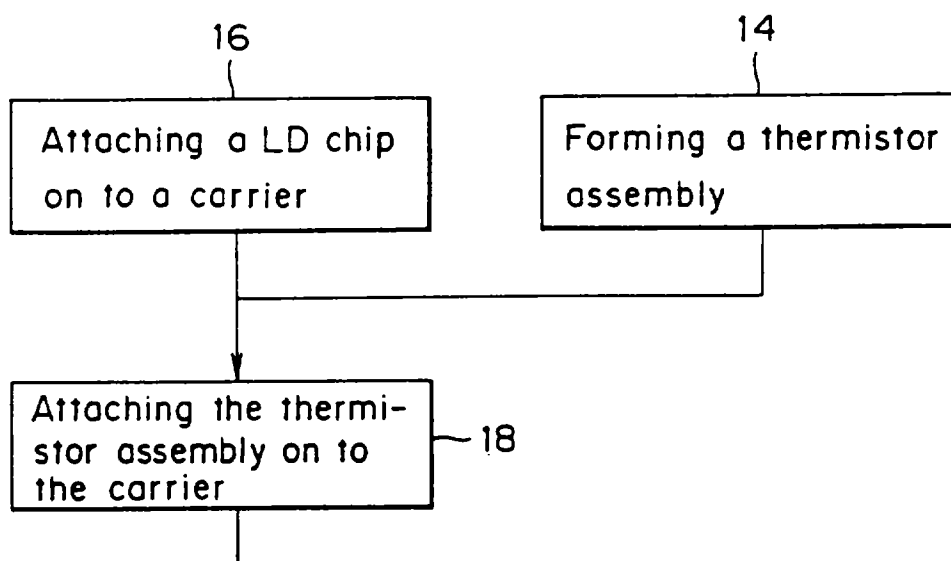 16
14
Attaching a LD chip
on to a carrier
Forming a thermistor
assembly
Attaching the thermi-
stor assembly on to
the carrier
18